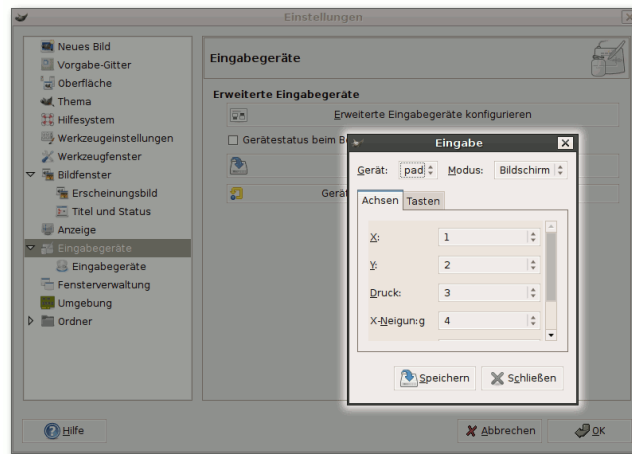 Einstellungen
Neues Bild
Vorgabe-Gitter
Oberfläche
Thema
Hilfesystem
Werkzeugeinstellungen
Werkzeugfenster
Bildfenster
Erscheinungsbild
Titel und Status
Anzeige
Eingabegeräte
Eingabegeräte
Fensterverwaltung
Umgebung
Ordner
Eingabegeräte
Erweiterte Eingabegeräte
Erweiterte Eingabegeräte konfigurieren
Gerätestatus beim B
Gerät
Eingabe
Gerät: pad Modus: Bildschirm
Achsen Tasten
X: 1
Y: 2
Druck: 3
X-Neigun:g 4
Speichern Schließen
Hilfe Abbrechen OK